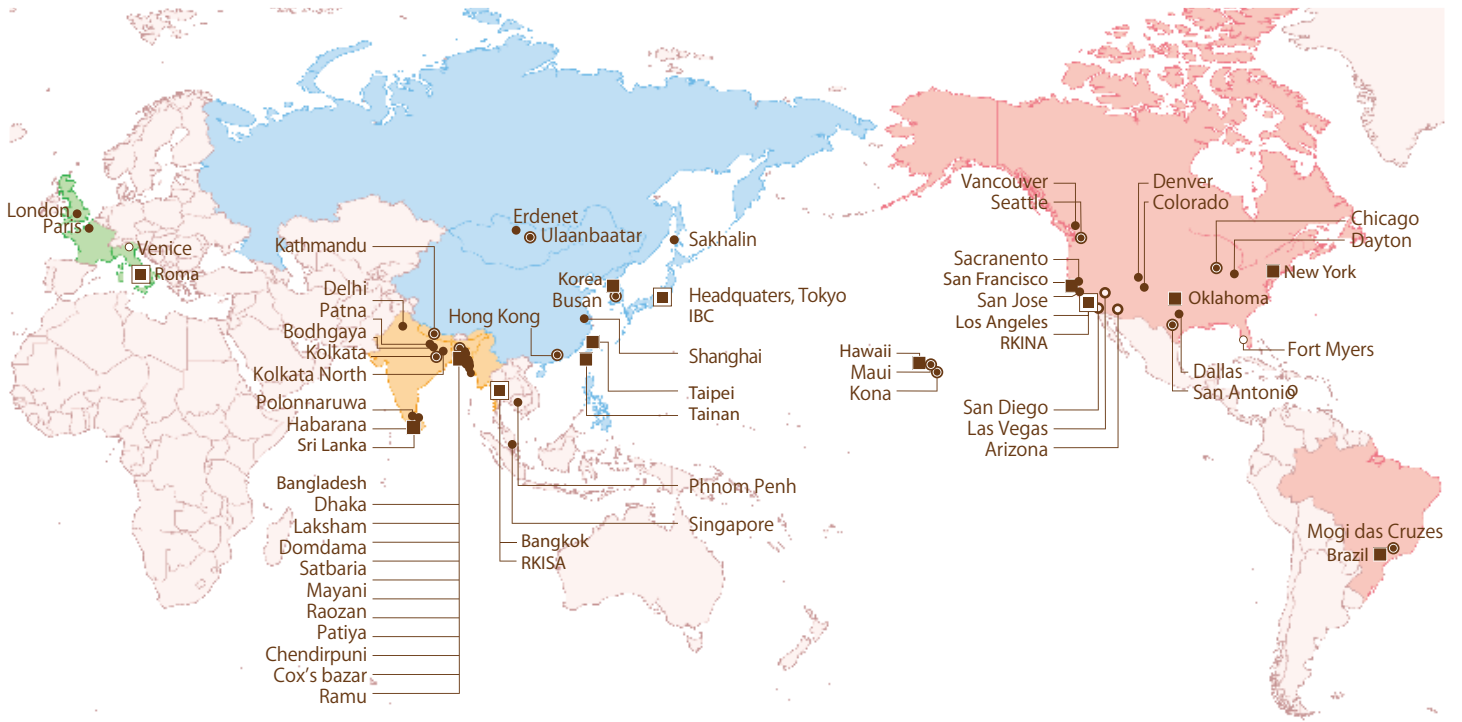 London
Paris
Venice
Roma
Kathmandu
Delhi
Patna
Bodhgaya
Kolkata
Kolkata North
Polonnaruwa
Habarana
Sri Lanka
Bangladesh
Dhaka
Laksham
Domdama
Satbaria
Mayani
Raozan
Patiya
Chendirpuni
Cox's bazar
Ramu
Erdenet
Ulaanbaatar
Sakhalin
Korea
Busan
Headquaters, Tokyo
IBC
Hong Kong
Shanghai
Taipei
Tainan
Phnom Penh
Singapore
Bangkok
RKISA
Hawaii
Maui
Kona
Vancouver
Seattle
Sacranento
San Francisco
San Jose
Los Angeles
RKINA
San Diego
Las Vegas
Arizona
Denver
Colorado
Chicago
Dayton
New York
Oklahoma
Fort Myers
Dallas
San Antonio
Mogi das Cruzes
Brazil